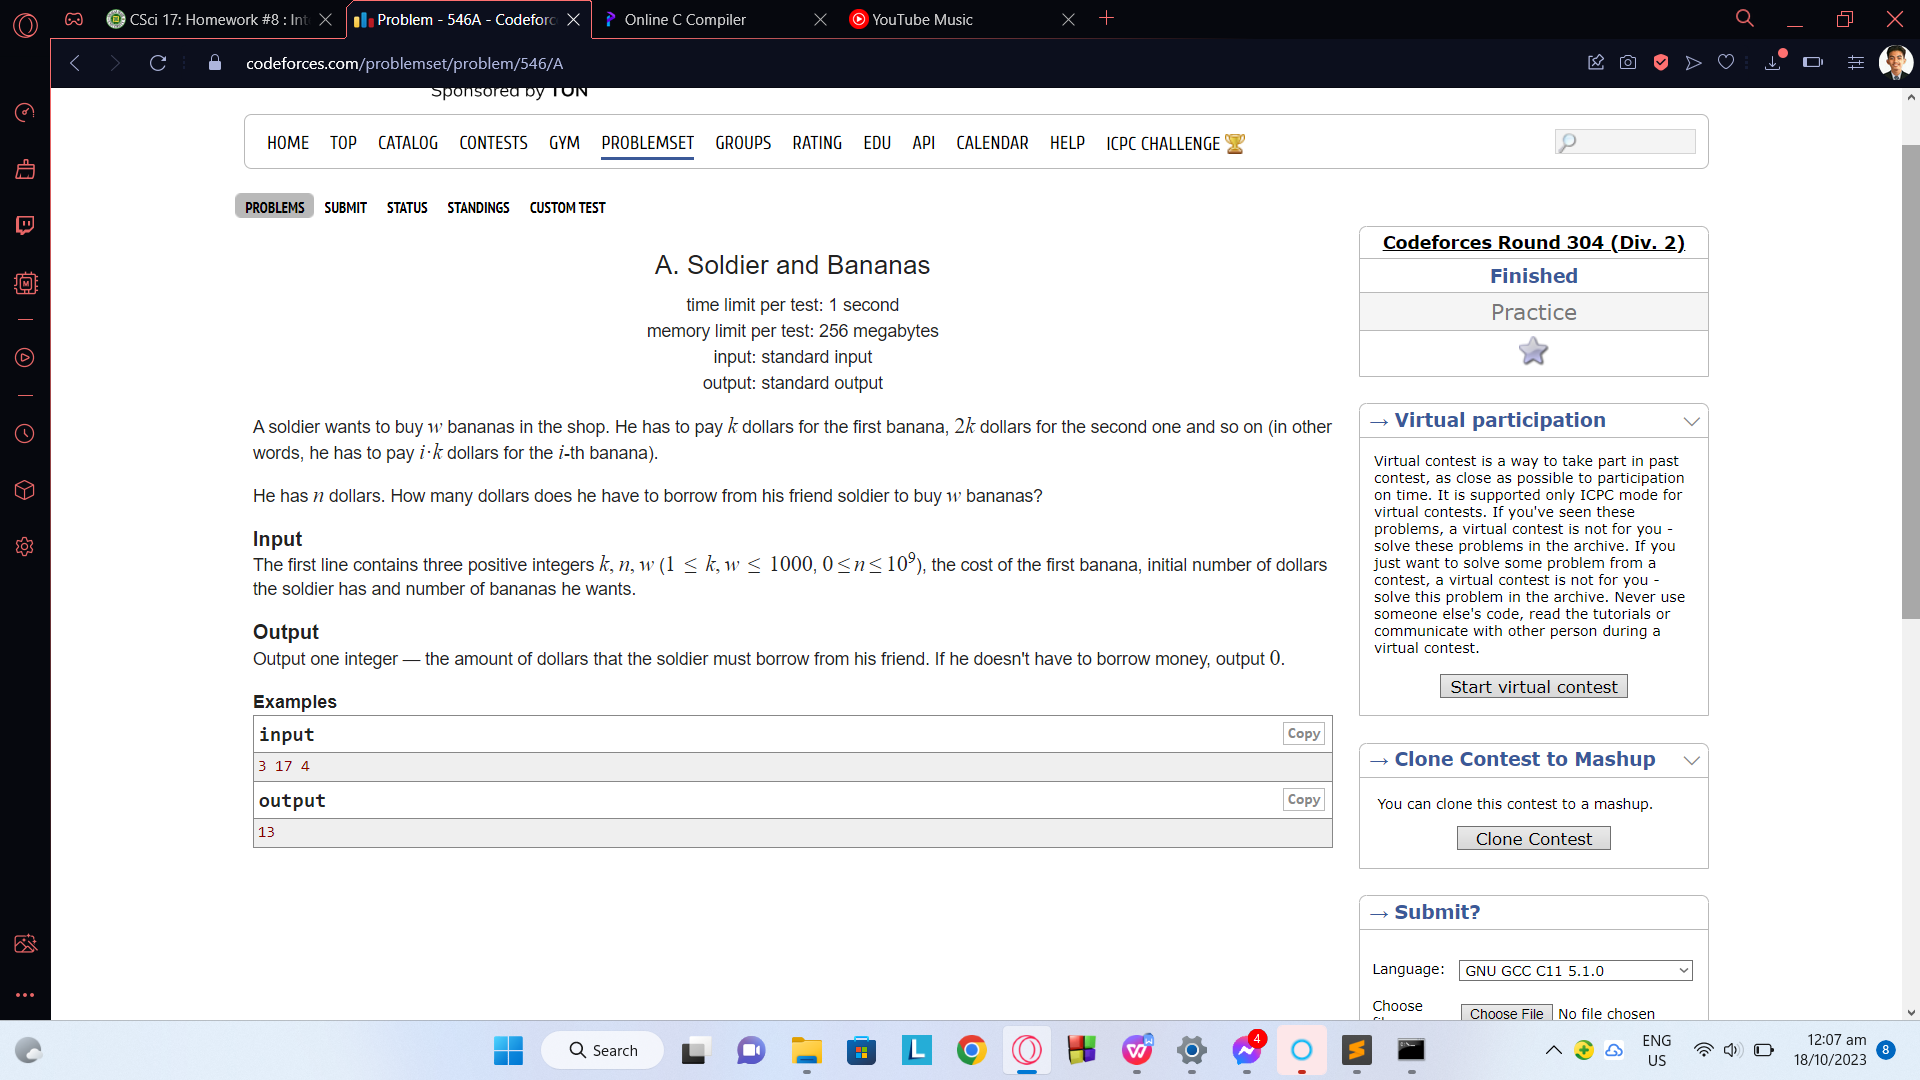 CSci 17: Homework #8 : Int
Problem - 546A - Codeforc
Online C Compiler
YouTube Music
codeforces.com/problemset/problem/546/A
Sponsored by TON
HOME TOP CATALOG CONTESTS GYM PROBLEMSET GROUPS RATING EDU API CALENDAR HELP ICPC CHALLENGE
PROBLEMS SUBMIT STATUS STANDINGS CUSTOM TEST
A. Soldier and Bananas
time limit per test: 1 second
memory limit per test: 256 megabytes
input: standard input
output: standard output
A soldier wants to buy w bananas in the shop. He has to pay k dollars for the first banana, 2k dollars for the second one and so on (in other
words, he has to pay i·k dollars for the i-th banana).
He has n dollars. How many dollars does he have to borrow from his friend soldier to buy w bananas?
Input
The first line contains three positive integers k, n, w (1 ≤ k, w ≤ 1000, 0 ≤ n ≤ 10⁹), the cost of the first banana, initial number of dollars
the soldier has and number of bananas he wants.
Output
Output one integer — the amount of dollars that the soldier must borrow from his friend. If he doesn't have to borrow money, output 0.
Examples
input
Copy
3 17 4
output
Copy
13
Codeforces Round 304 (Div. 2)
Finished
Practice
→ Virtual participation
Virtual contest is a way to take part in past
contest, as close as possible to participation
on time. It is supported only ICPC mode for
virtual contests. If you've seen these
problems, a virtual contest is not for you -
solve these problems in the archive. If you
just want to solve some problem from a
contest, a virtual contest is not for you -
solve this problem in the archive. Never use
someone else's code, read the tutorials or
communicate with other person during a
virtual contest.
Start virtual contest
→ Clone Contest to Mashup
You can clone this contest to a mashup.
Clone Contest
→ Submit?
Language: GNU GCC C11 5.1.0
Choose
Choose File No file chosen
Search
4
ENG
US
12:07 am
18/10/2023
8